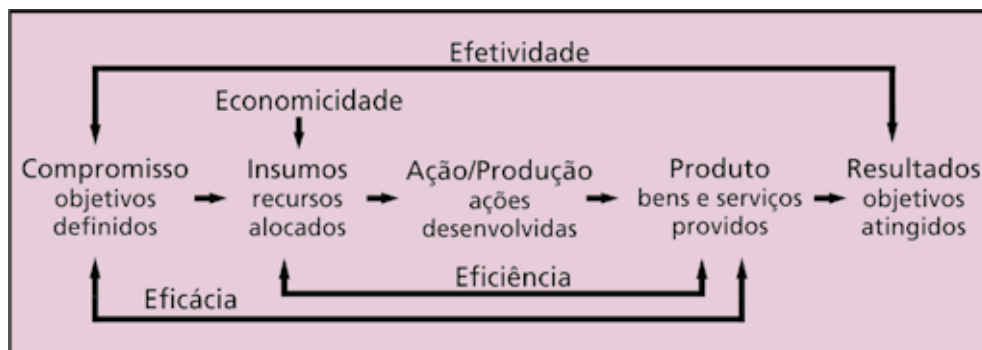 Efetividade
Economicidade
Compromisso
objetivos
definidos
Insumos
recursos
alocados
Ação/Produção
ações
desenvolvidas
Produto
bens e serviços
providos
Resultados
objetivos
atingidos
Eficiência
Eficácia